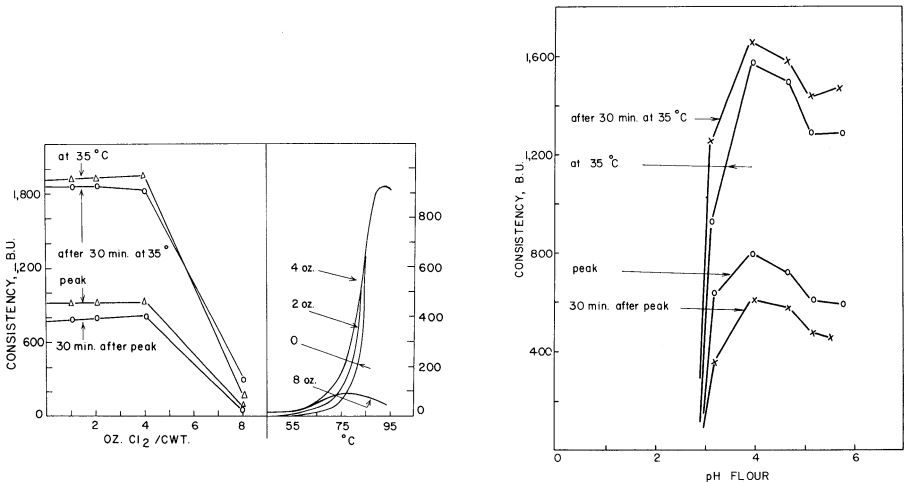 at 35 °C
1,800
after 30 min. at 35°
1,200
peak
600
30 min. after peak
0
2
4
6
8
OZ. Cl2 /CWT.
CONSISTENCY, B.U.
800
600
400
200
0
4 oz.
2 oz.
0
8 oz.
55
75
95
°C
1,600
after 30 min. at 35 °C
1,200
at 35 °C
800
peak
30 min. after peak
400
0
2
4
6
pH FLOUR
CONSISTENCY, B.U.